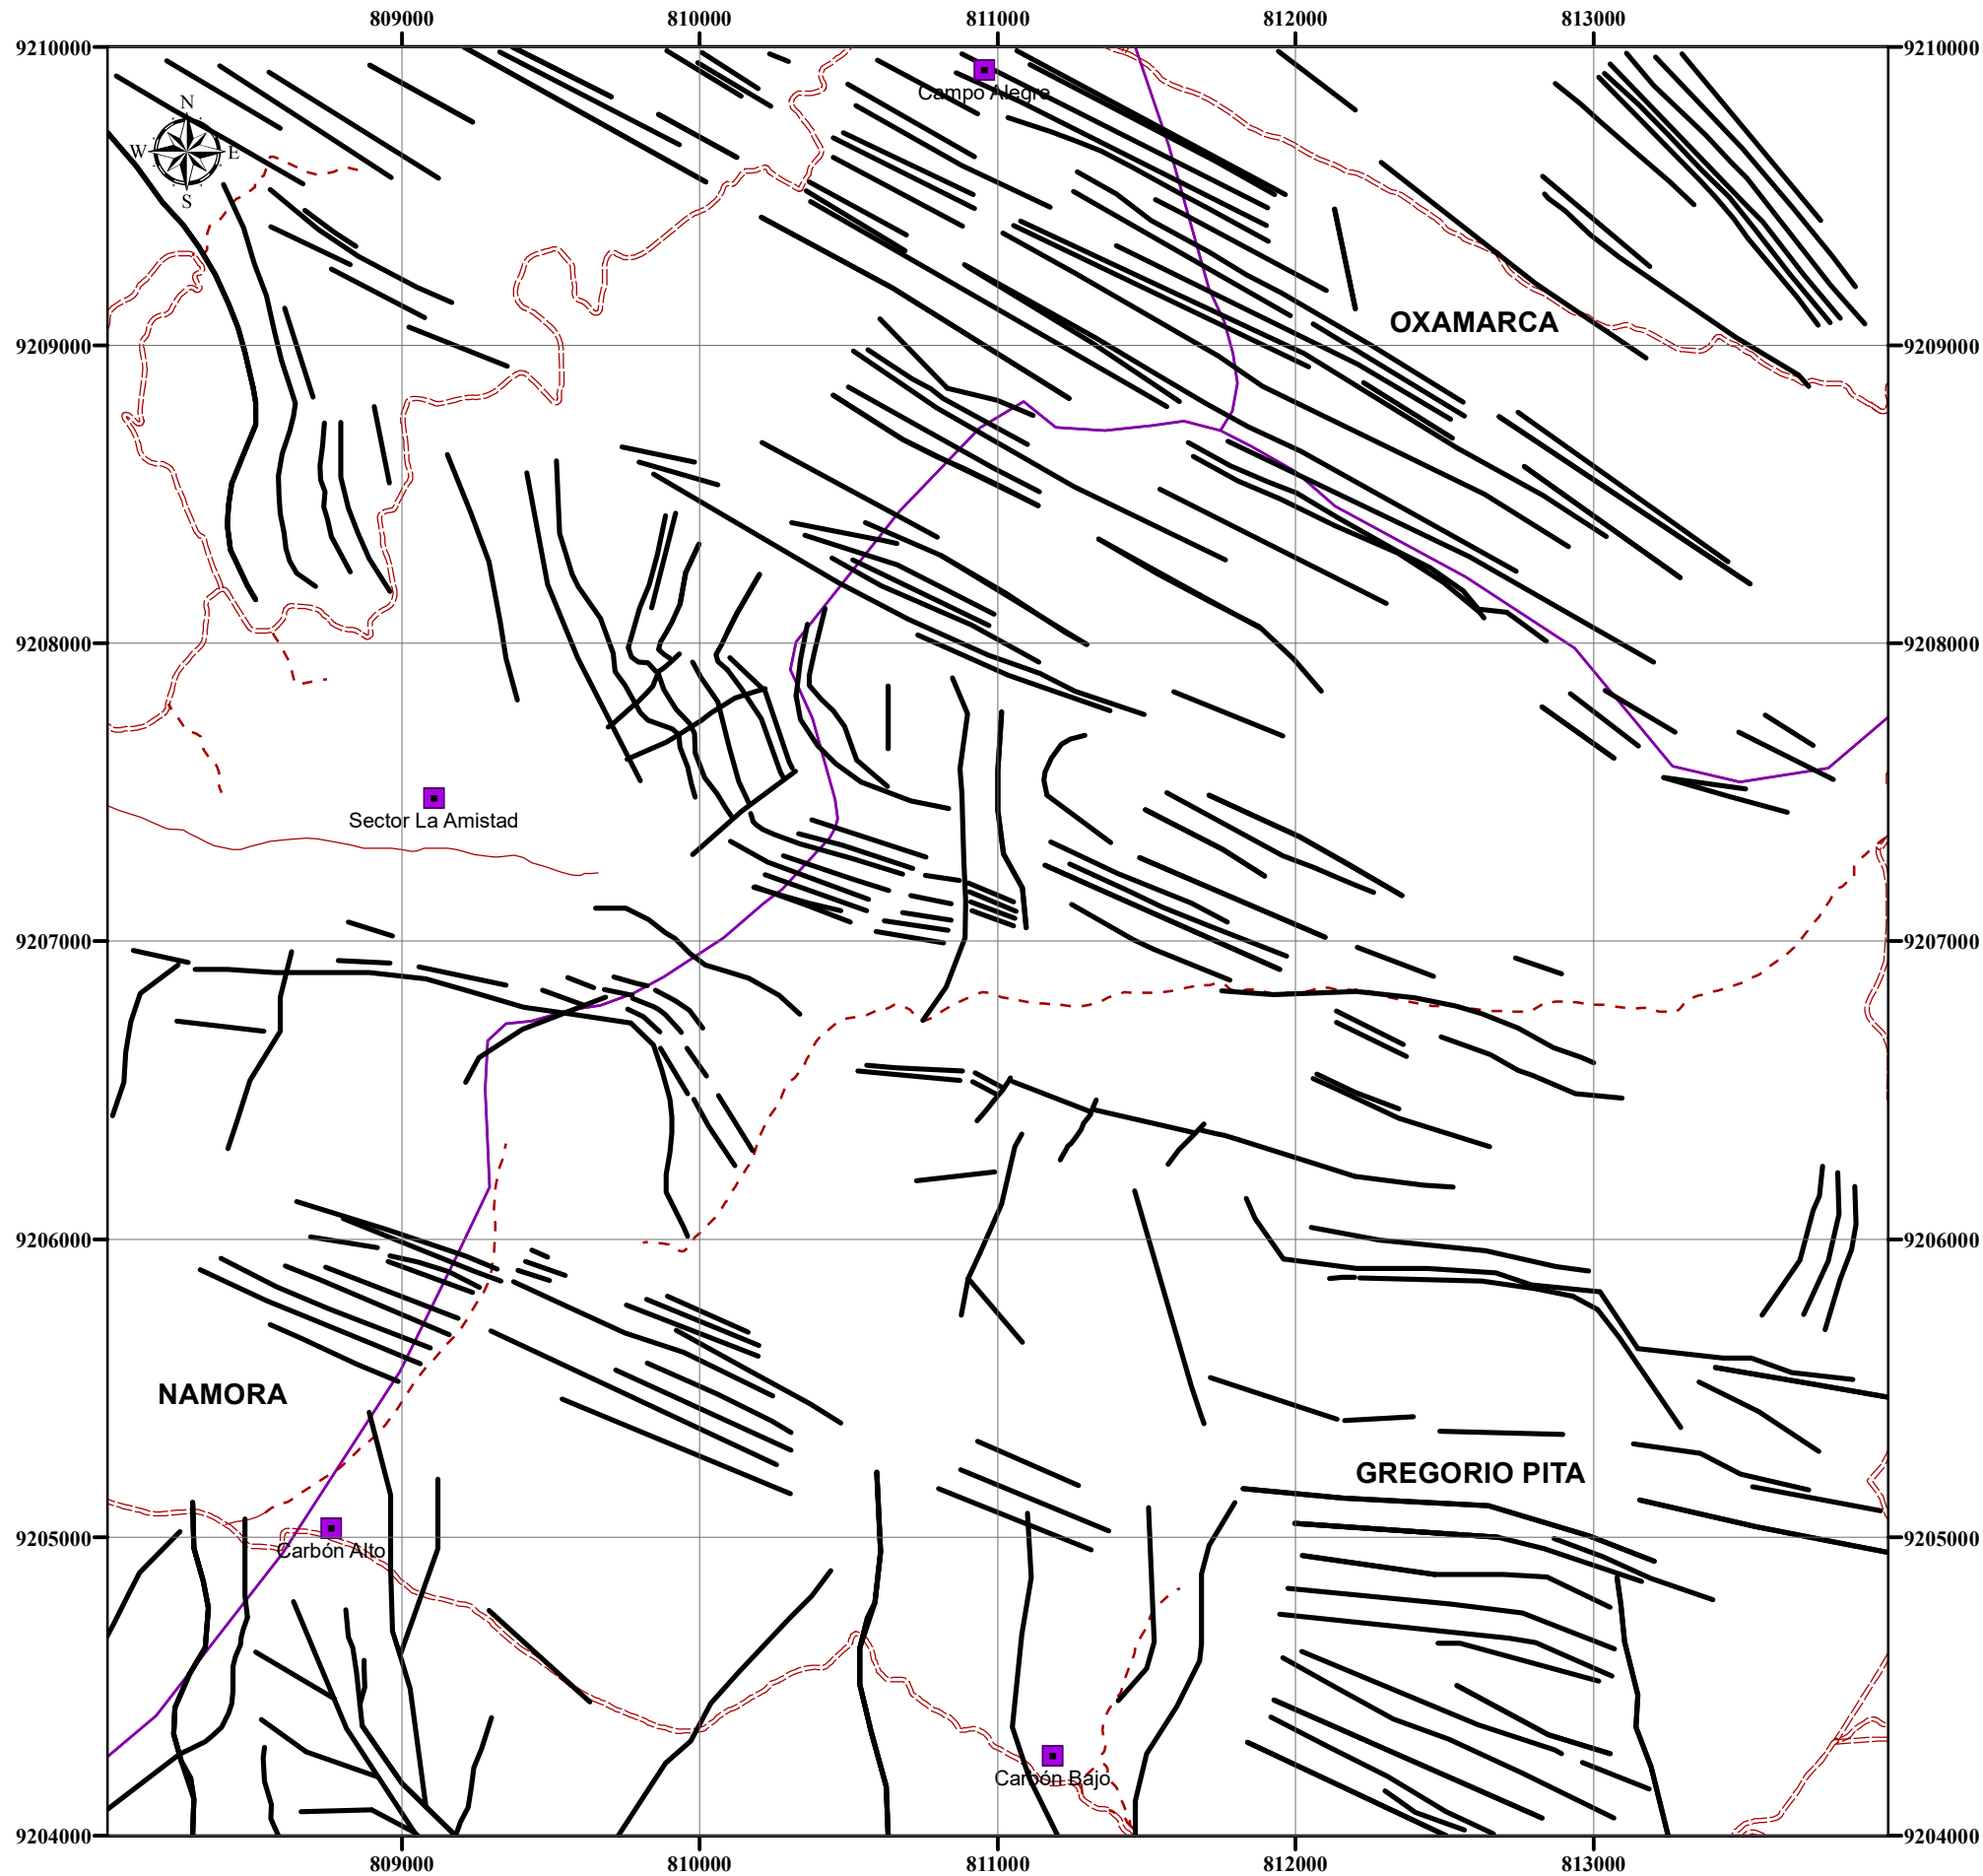 809000 810000 811000 812000 813000
9210000 9210000
Campo Alegre
N
W E
S
OXAMARCA
9209000 9209000
9208000 9208000
Sector La Amistad
9207000 9207000
9206000 9206000
NAMORA
GREGORIO PITA
9205000 9205000
Carbón Alto
Carbón Bajo
9204000 9204000
809000 810000 811000 812000 813000